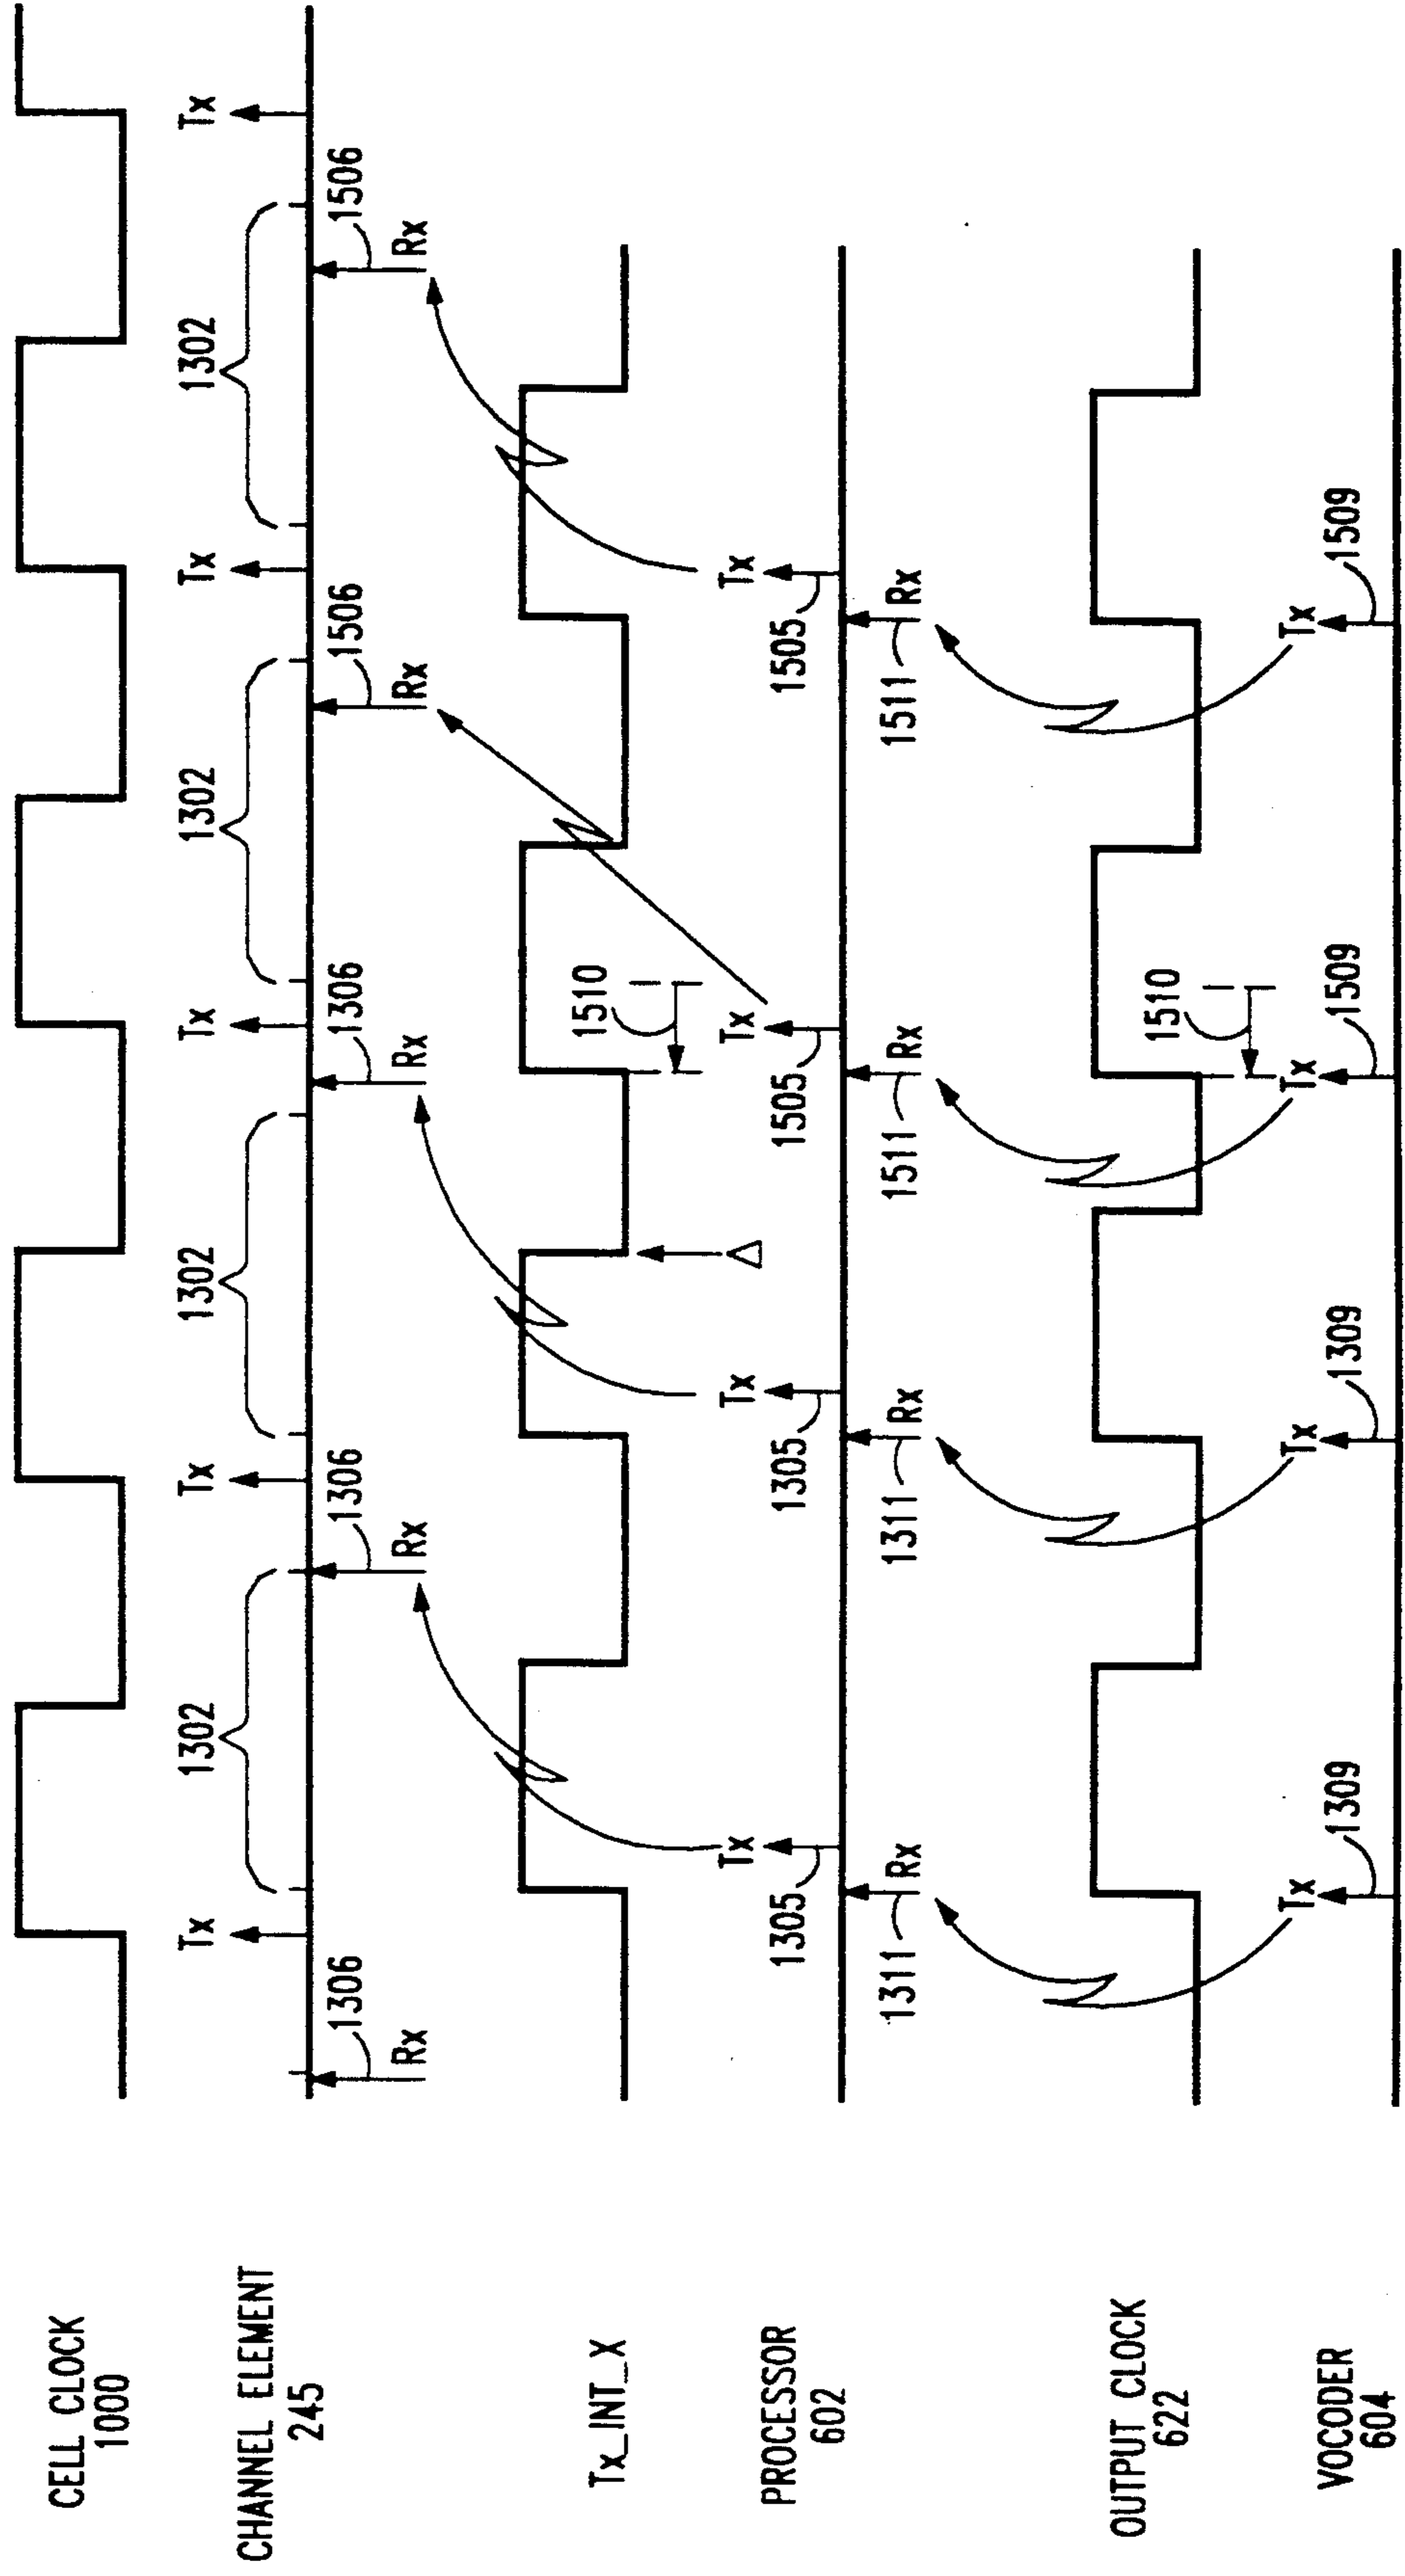 CELL CLOCK
1000
Tx 1302 Tx 1302 Tx 1302 Tx 1302 Tx
CHANNEL ELEMENT
245
1306 1306 1306 1506 1506
Rx Rx Rx Rx Rx
Tx_INT_X
1510
Tx Tx Δ Tx Tx
PROCESSOR
602
1305 1305 1505 1505
Rx Rx Rx Rx
1311 1311 1511 1511
OUTPUT CLOCK
622
1510
Tx Tx Tx Tx
1309 1309 1509 1509
VOCODER
604